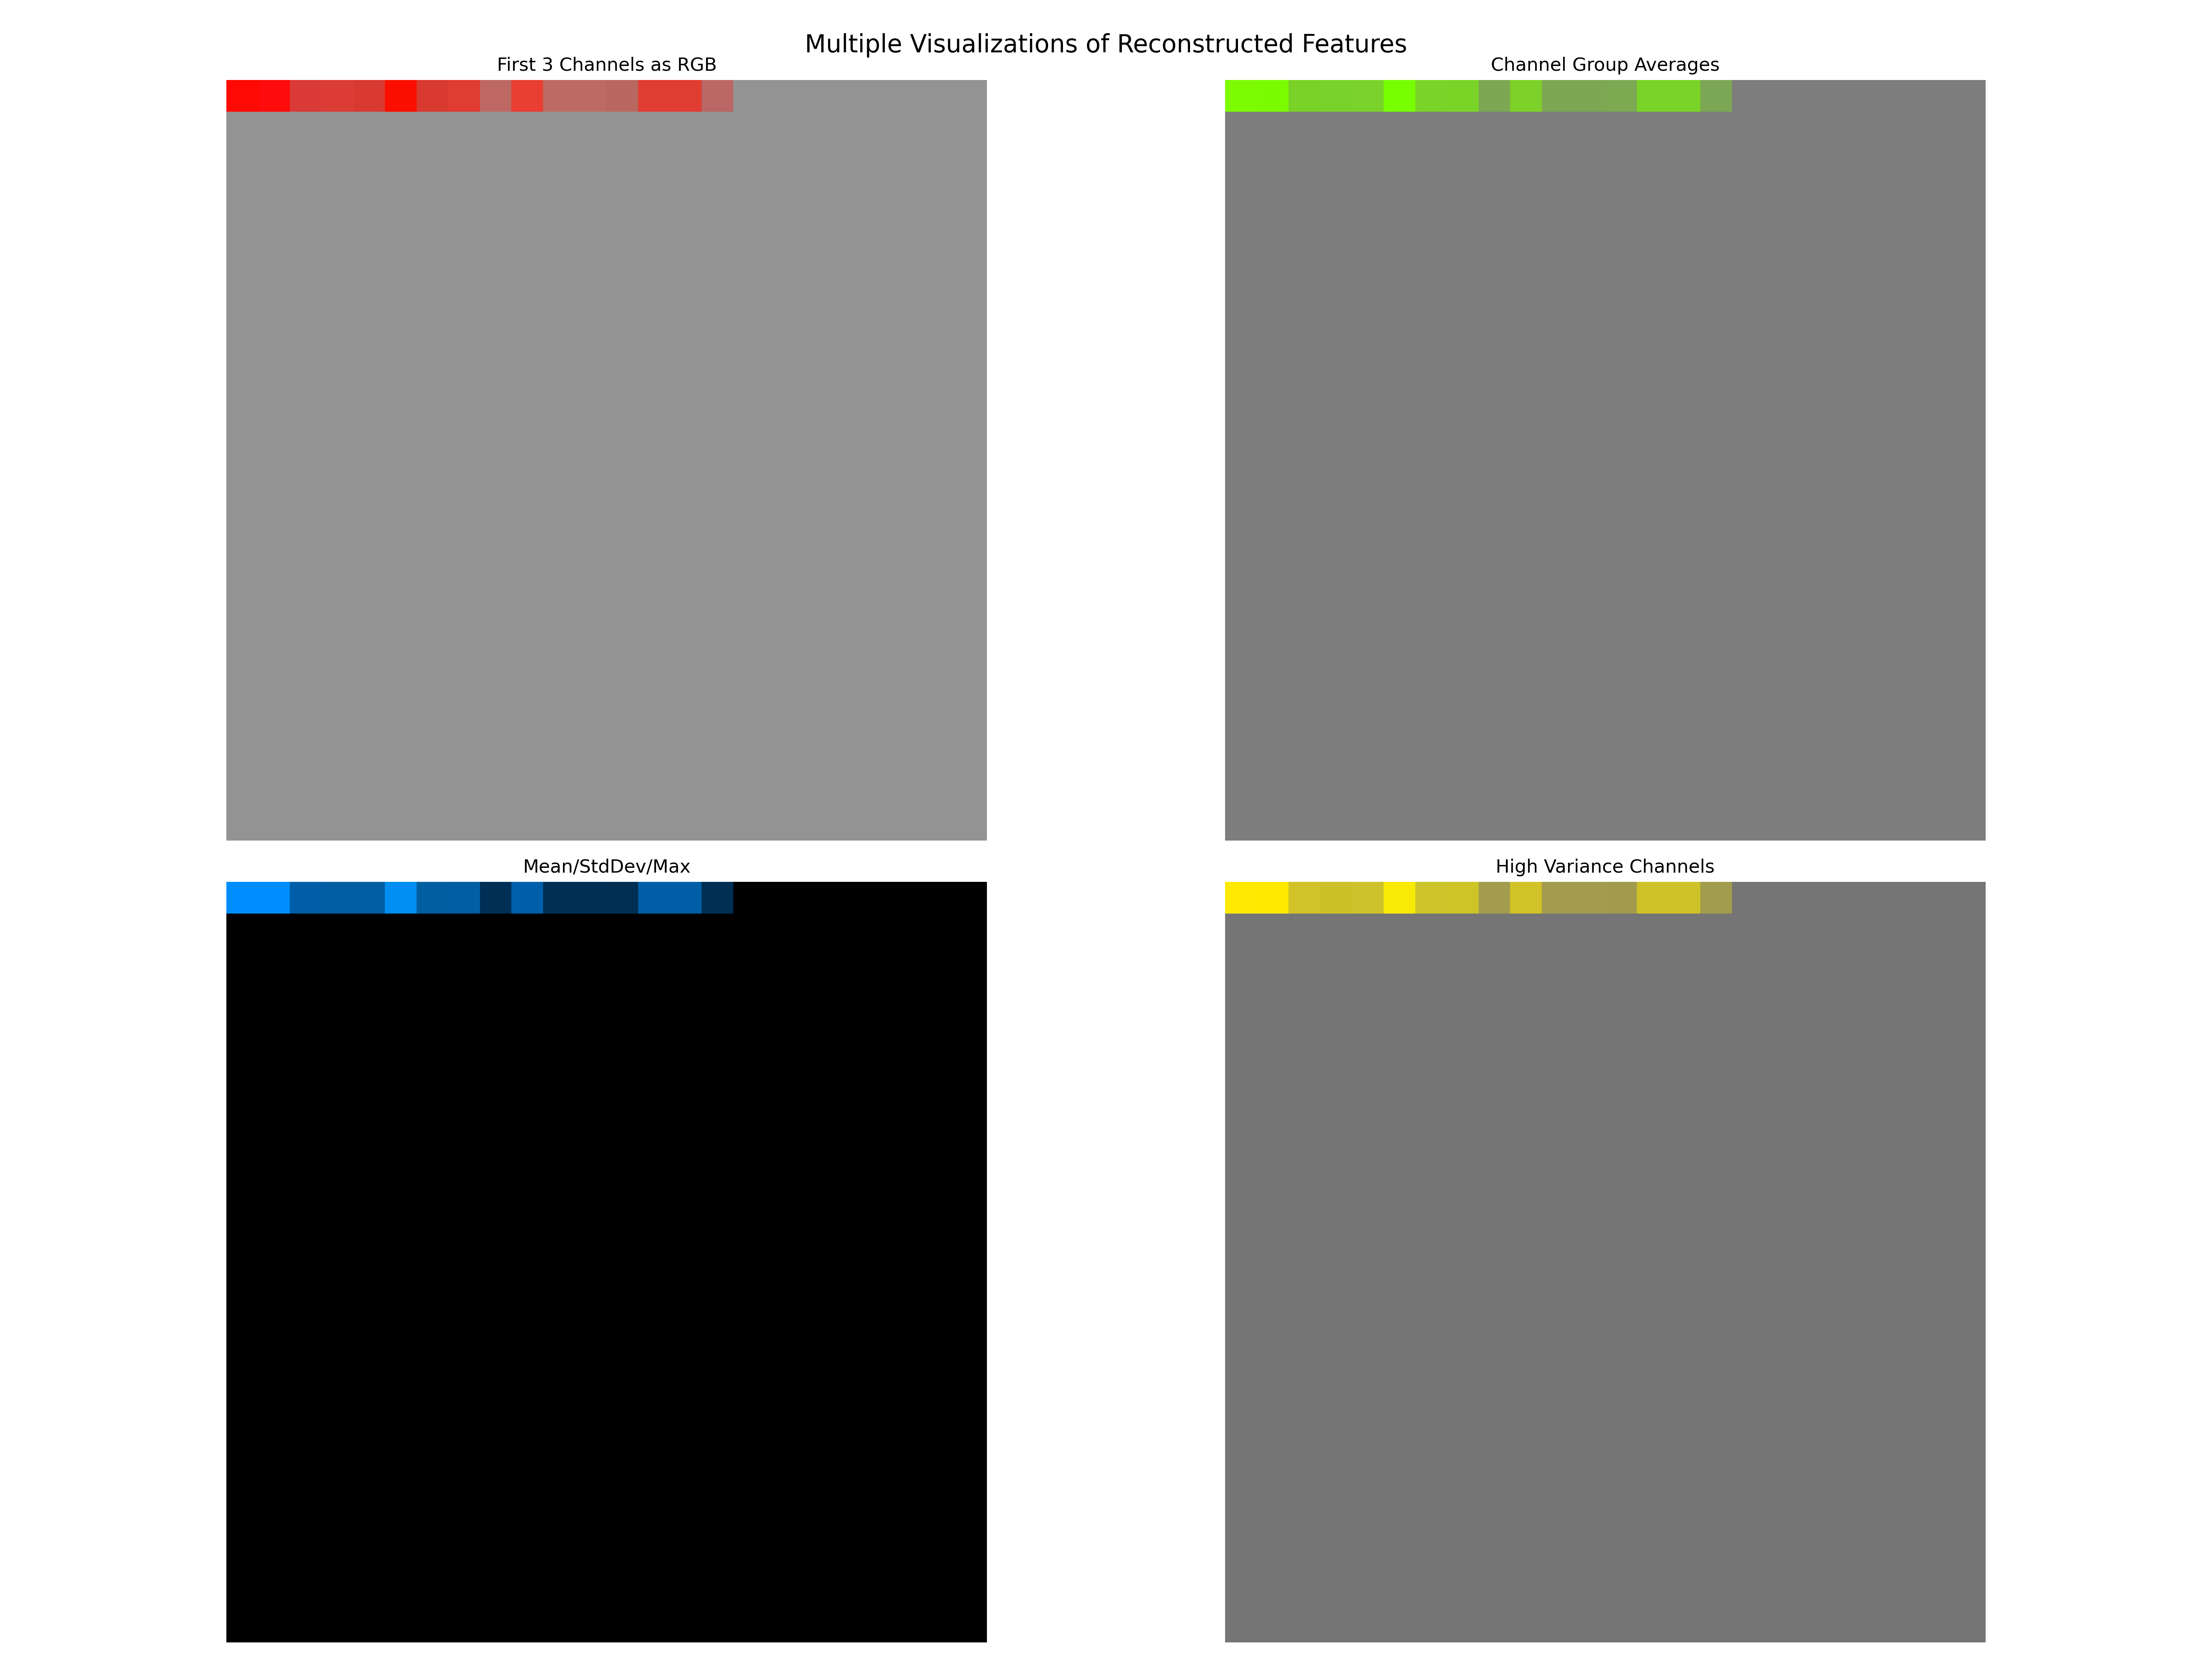 Multiple Visualizations of Reconstructed Features
First 3 Channels as RGB
Channel Group Averages
Mean/StdDev/Max
High Variance Channels